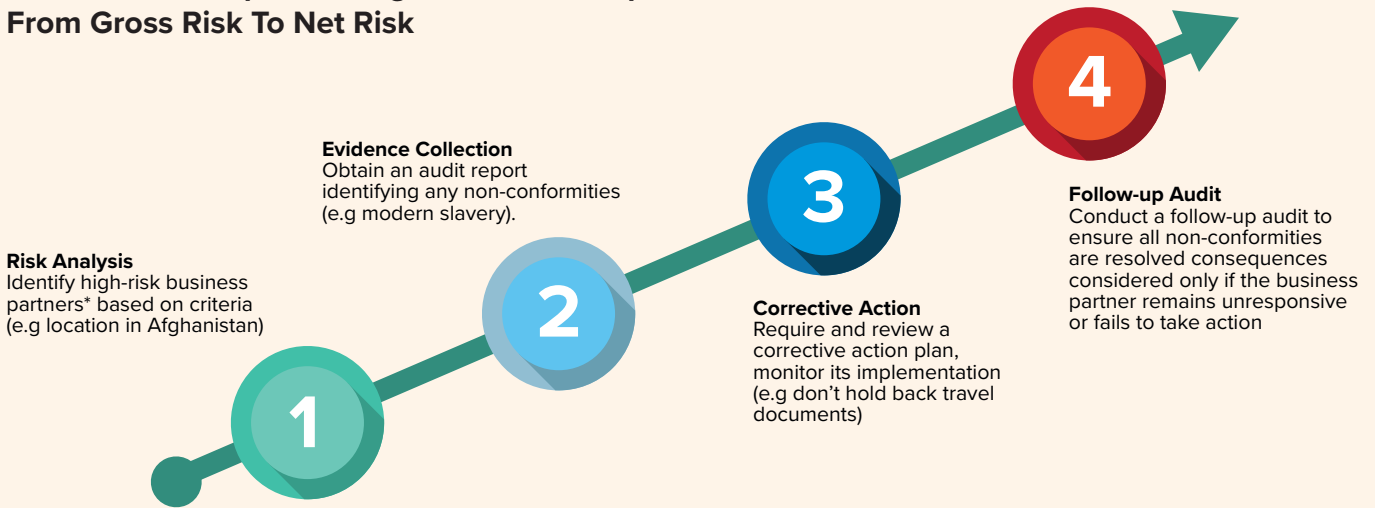 From Gross Risk To Net Risk
Risk Analysis
Identify high-risk business
partners* based on criteria
(e.g location in Afghanistan)
1
Evidence Collection
Obtain an audit report
identifying any non-conformities
(e.g modern slavery).
2
3
Corrective Action
Require and review a
corrective action plan,
monitor its implementation
(e.g don’t hold back travel
documents)
4
Follow-up Audit
Conduct a follow-up audit to
ensure all non-conformities
are resolved consequences
considered only if the business
partner remains unresponsive
or fails to take action